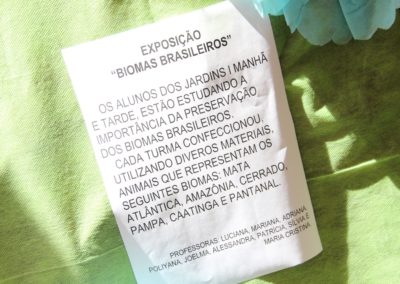 EXPOSIÇÃO
"BIOMAS BRASILEIROS"
OS ALUNOS DOS JARDINS I MANHÃ
E TARDE, ESTÃO ESTUDANDO A
IMPORTÂNCIA DA PRESERVAÇÃO
DOS BIOMAS BRASILEIROS.
CADA TURMA CONFECCIONOU,
UTILIZANDO DIVEROS MATERIAIS,
ANIMAIS QUE REPRESENTAM OS
SEGUINTES BIOMAS: MATA
ATLÂNTICA, AMAZÔNIA, CERRADO,
PAMPA, CAATINGA E PANTANAL.
PROFESSORAS: LUCIANA, MARIANA, ADRIANA,
POLIYANA, JOELMA, ALESSANDRA, PATRÍCIA, SILVIA E
MARIA CRISTINA